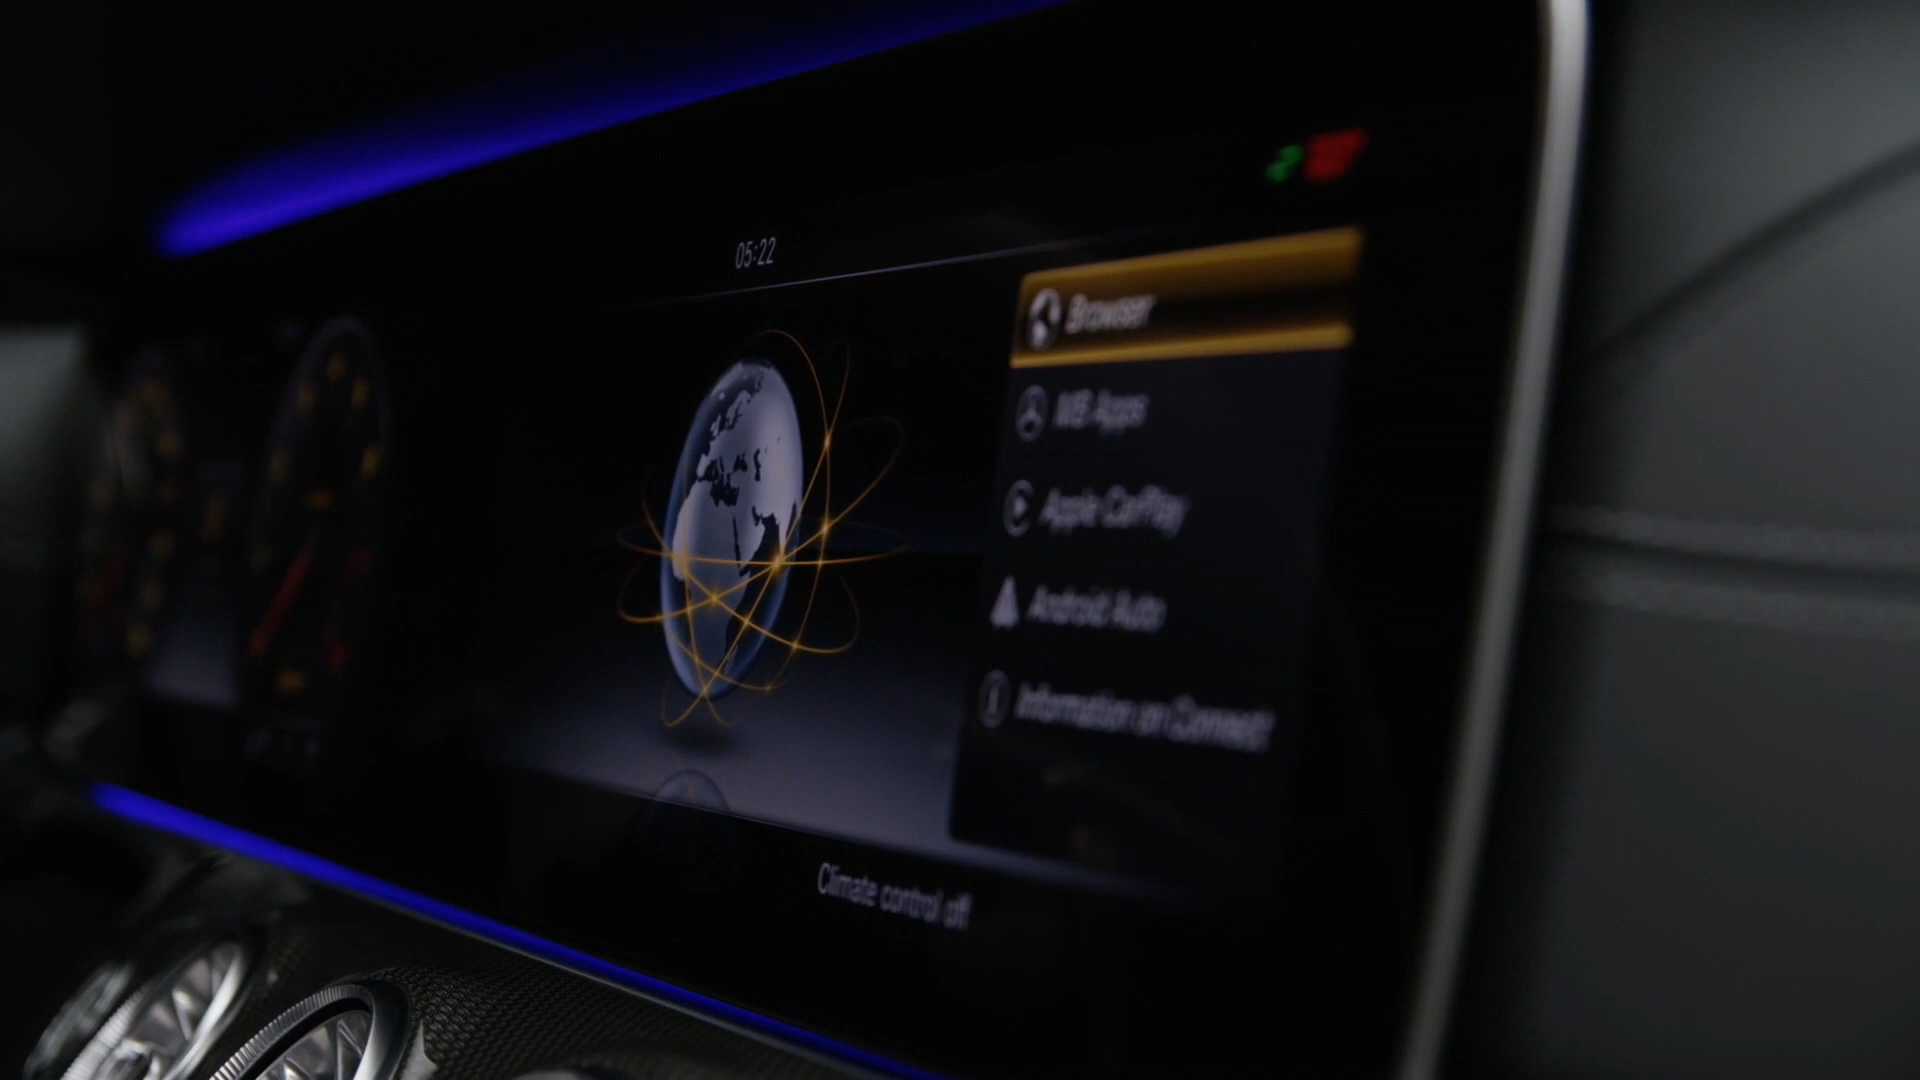 05:22
Browser
MB Apps
Apple CarPlay
Android Auto
Information on Connect
Climate control off